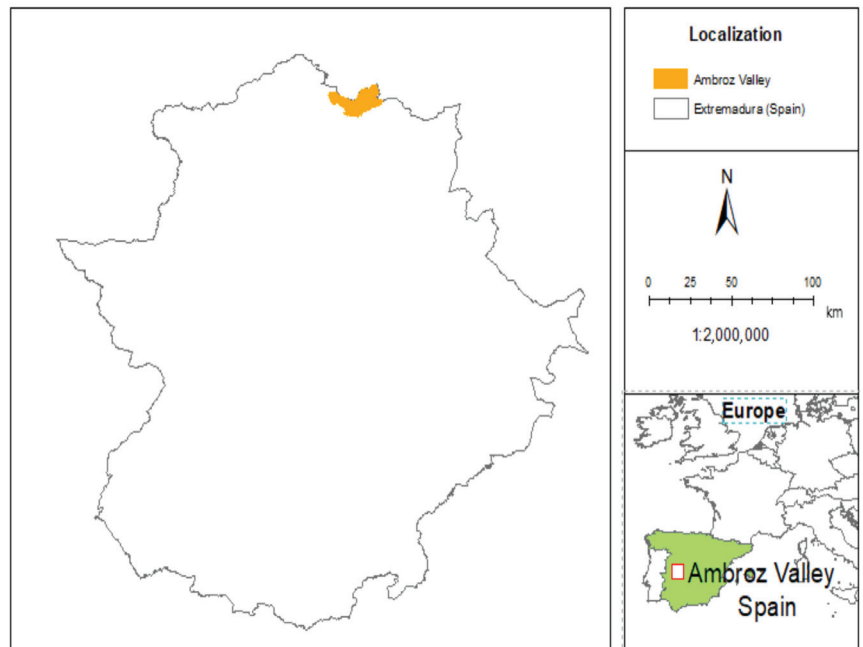 Localization
Ambroz Valley
Extremadura (Spain)
N
0 25 50 100
km
1:2,000,000
Europe
Ambroz Valley
Spain